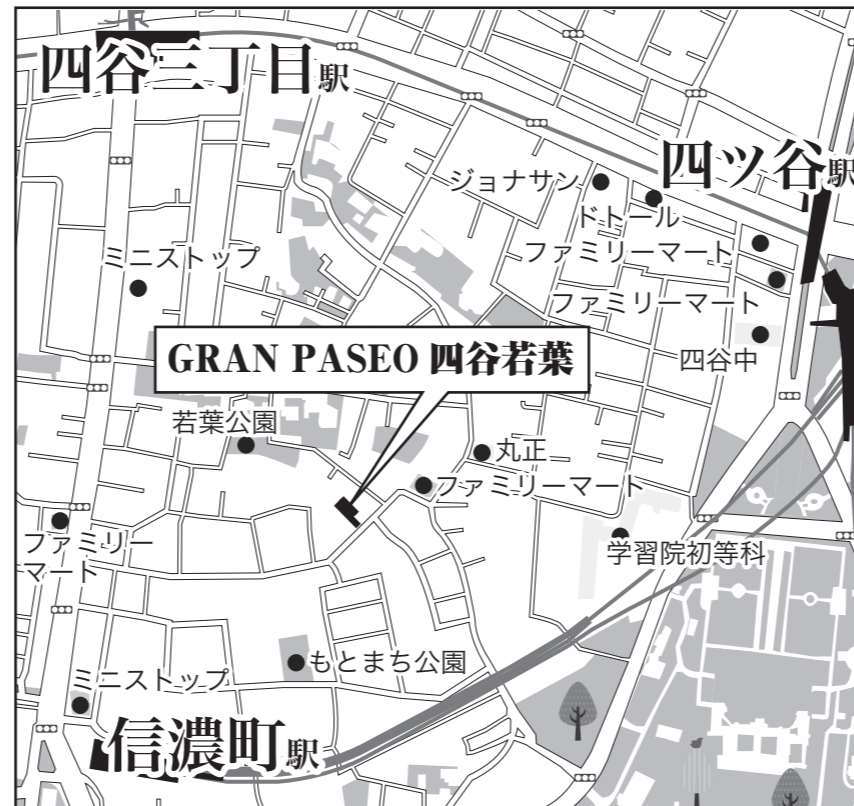 四谷三丁目駅
四ツ谷駅
ジョナサン
ドトール
ファミリーマート
ミニストップ
ファミリーマート
GRAN PASEO 四谷若葉
四谷中
若葉公園
丸正
ファミリーマート
ファミリー
マート
学習院初等科
もとまち公園
ミニストップ
信濃町駅